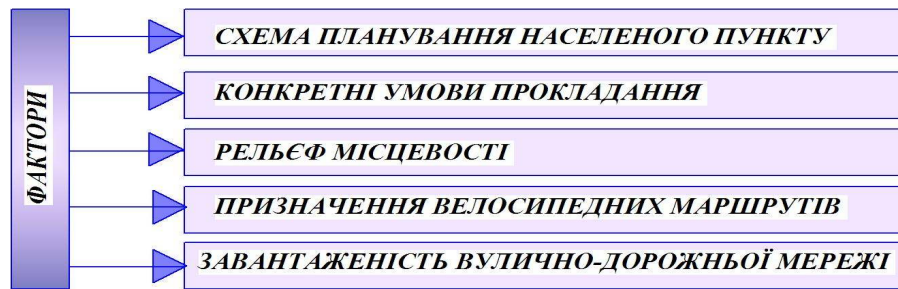 ФАКТОРИ
СХЕМА ПЛАНУВАННЯ НАСЕЛЕНОГО ПУНКТУ
КОНКРЕТНІ УМОВИ ПРОКЛАДАННЯ
РЕЛЬЄФ МІСЦЕВОСТІ
ПРИЗНАЧЕННЯ ВЕЛОСИПЕДНИХ МАРШРУТІВ
ЗАВАНТАЖЕНІСТЬ ВУЛИЧНО-ДОРОЖНЬОЇ МЕРЕЖІ